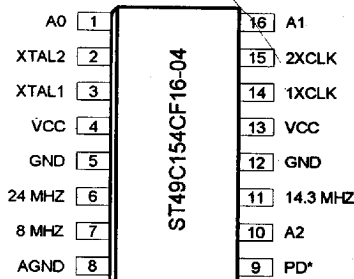 A0 1 16 A1
XTAL2 2 15 2XCLK
XTAL1 3 14 1XCLK
VCC 4 13 VCC
GND 5 12 GND
24 MHZ 6 11 14.3 MHZ
8 MHZ 7 10 A2
AGND 8 9 PD*
ST49C154CF16-04